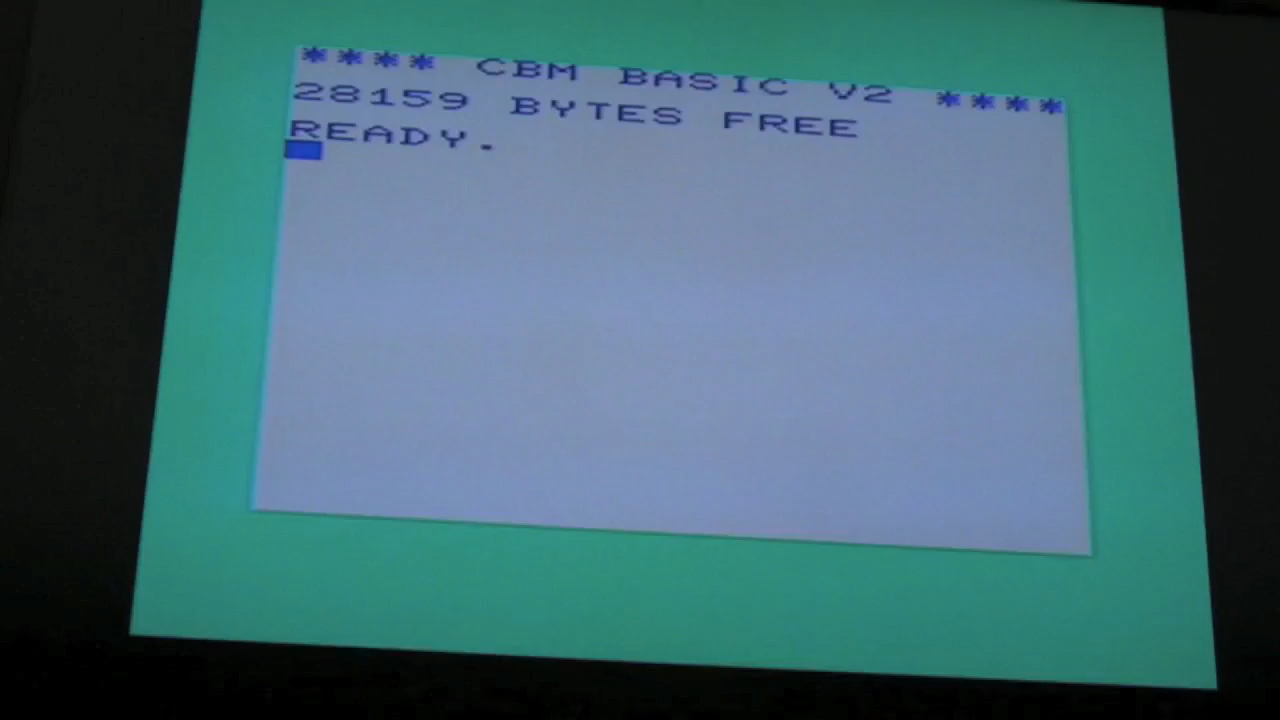 **** CBM BASIC V2 ****
28159 BYTES FREE
READY.